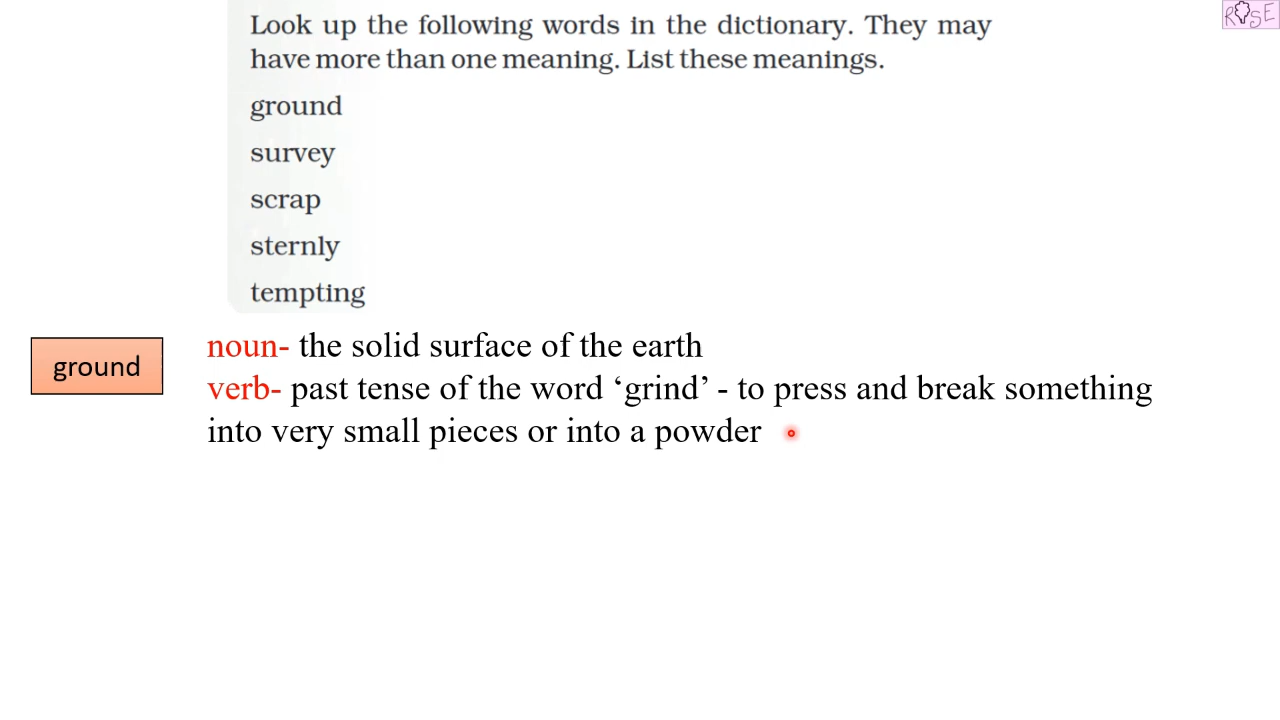 Look up the following words in the dictionary. They may
have more than one meaning. List these meanings.
ground
survey
scrap
sternly
tempting
ground
noun- the solid surface of the earth
verb- past tense of the word ‘grind’ - to press and break something
into very small pieces or into a powder
ROSE